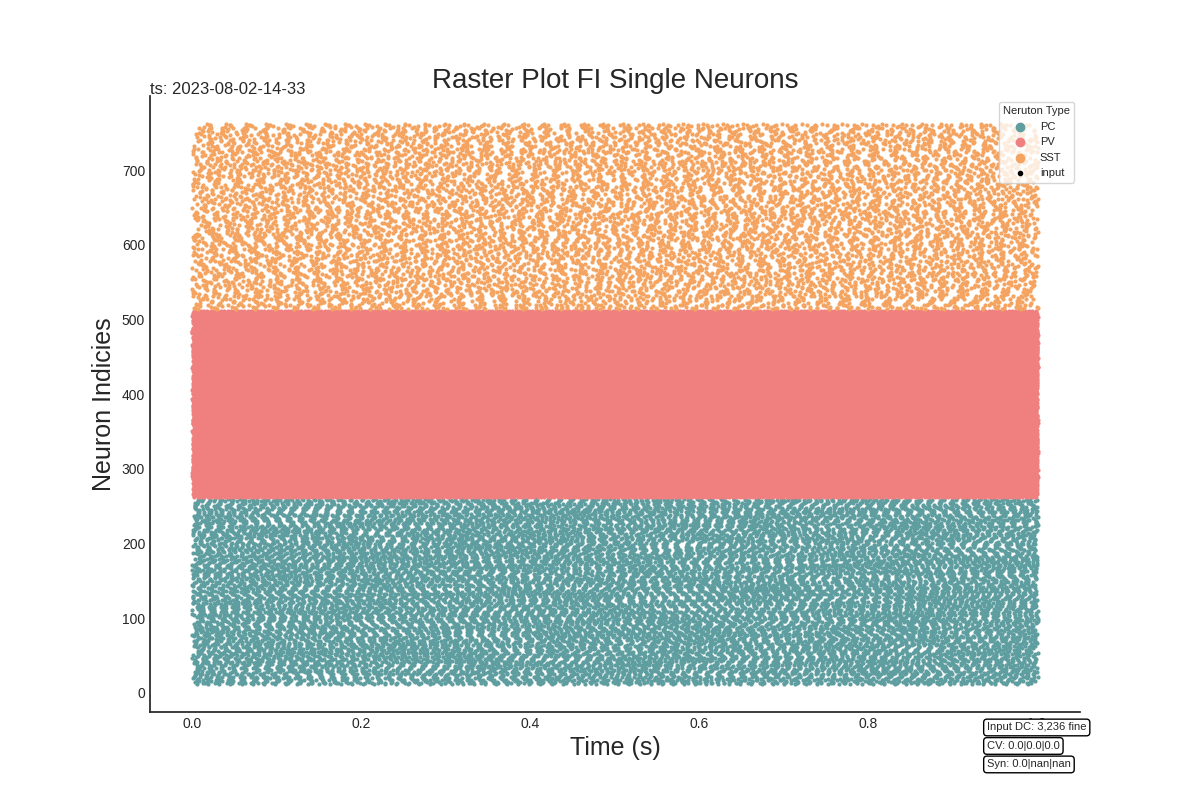 Raster Plot FI Single Neurons
ts: 2023-08-02-14-33
Neruton Type
PC
PV
SST
input
Neuron Indicies
700
600
500
400
300
200
100
0
0.0
0.2
0.4
0.6
0.8
Time (s)
Input DC: 3,236 fine
CV: 0.0|0.0|0.0
Syn: 0.0|nan|nan